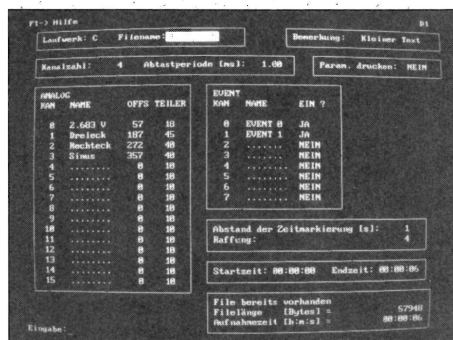 F1-> Hilfe D1
Laufwerk: C Filename:
Bemerkung: Kleiner Text
Kanalzahl: 4 Abtastperiode [ms]: 1.00
Param. drucken: NEIN
ANALOG
KAN NAME OFFS TEILER
0 2.683 V 57 18
1 Dreieck 187 45
2 Rechteck 272 40
3 Sinus 357 40
4 ........ 0 10
5 ........ 0 10
6 ........ 0 10
7 ........ 0 10
8 ........ 0 10
9 ........ 0 10
10 ........ 0 10
11 ........ 0 10
12 ........ 0 10
13 ........ 0 10
14 ........ 0 10
15 ........ 0 10
EVENT
KAN NAME EIN ?
0 EVENT 0 JA
1 EVENT 1 JA
2 ....... NEIN
3 ....... NEIN
4 ....... NEIN
5 ....... NEIN
6 ....... NEIN
7 ....... NEIN
Abstand der Zeitmarkierung [s]: 1
Raffung: 4
Startzeit: 00:00:00 Endzeit: 00:00:06
File bereits vorhanden
Filelänge [Bytes] = 57948
Aufnahmezeit [h:m:s] = 00:00:06
Eingabe: